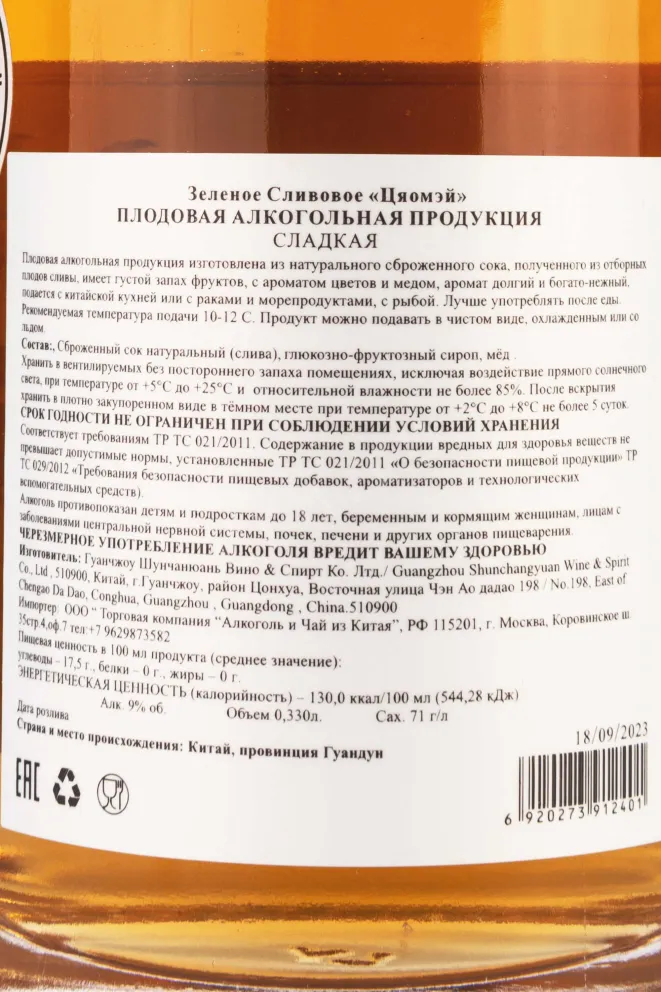 Зеленое Сливовое «Цяомэй»
ПЛОДОВАЯ АЛКОГОЛЬНАЯ ПРОДУКЦИЯ
СЛАДКАЯ
Плодовая алкогольная продукция изготовлена из натурального сброженного сока, полученного из отборных
плодов сливы, имеет густой запах фруктов, с ароматом цветов и медом, аромат долгий и богато-нежный,
подается с китайской кухней или с раками и морепродуктами, с рыбой. Лучше употреблять после еды.
Рекомендуемая температура подачи 10-12 С. Продукт можно подавать в чистом виде, охлажденным или со
льдом.
Состав:, Сброженный сок натуральный (слива), глюкозно-фруктозный сироп, мёд .
Хранить в вентилируемых без постороннего запаха помещениях, исключая воздействие прямого солнечного
света, при температуре от +5°С до +25°С и относительной влажности не более 85%. После вскрытия
хранить в плотно закупоренном виде в тёмном месте при температуре от +2°С до +8°С не более 5 суток.
СРОК ГОДНОСТИ НЕ ОГРАНИЧЕН ПРИ СОБЛЮДЕНИИ УСЛОВИЙ ХРАНЕНИЯ
Соответствует требованиям ТР ТС 021/2011. Содержание в продукции вредных для здоровья веществ не
превышает допустимые нормы, установленные ТР ТС 021/2011 «О безопасности пищевой продукции» ТР
ТС 029/2012 «Требования безопасности пищевых добавок, ароматизаторов и технологических
вспомогательных средств).
Алкоголь противопоказан детям и подросткам до 18 лет, беременным и кормящим женщинам, лицам с
заболеваниями центральной нервной системы, почек, печени и других органов пищеварения.
ЧЕРЕЗМЕРНОЕ УПОТРЕБЛЕНИЕ АЛКОГОЛЯ ВРЕДИТ ВАШЕМУ ЗДОРОВЬЮ
Изготовитель: Гуанчжоу Шунчанюань Вино & Спирт Ко. Лтд./ Guangzhou Shunchangyuan Wine & Spirit
Co., Ltd , 510900, Китай, г.Гуанчжоу, район Цонхуа, Восточная улица Чэн Ао дадао 198 / No.198, East of
Chengao Da Dao, Conghua, Guangzhou , Guangdong , China.510900
Импортер: ООО " Торговая компания "Алкоголь и Чай из Китая", РФ 115201, г. Москва, Коровинское ш.
35стр.4,оф.7 тел:+7 9629873582
Пищевая ценность в 100 мл продукта (среднее значение):
углеводы – 17,5 г., белки – 0 г., жиры – 0 г.
ЭНЕРГЕТИЧЕСКАЯ ЦЕННОСТЬ (калорийность) – 130,0 ккал/100 мл (544,28 кДж)
Алк. 9% об. Объем 0,330л. Сах. 71 г/л
Дата розлива 18/09/2023
Страна и место происхождения: Китай, провинция Гуандун
EAC
6 920273 912401